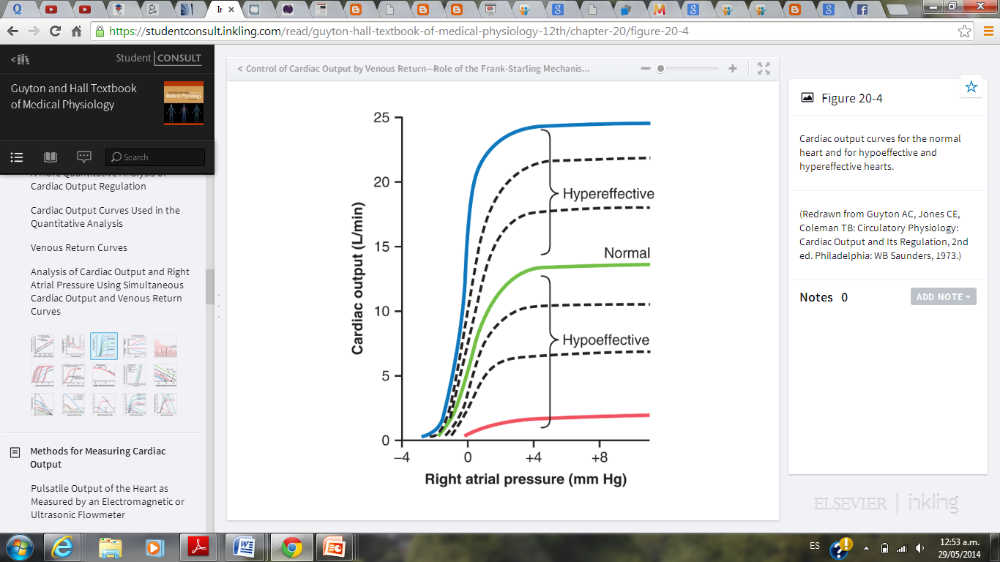 https://studentconsult.inkling.com/read/guyton-hall-textbook-of-medical-physiology-12th/chapter-20/figure-20-4
Student CONSULT
Guyton and Hall Textbook
of Medical Physiology
Medical Physiology
Search
A More Quantitative Analysis of
Cardiac Output Regulation
Cardiac Output Curves Used in the
Quantitative Analysis
Venous Return Curves
Analysis of Cardiac Output and Right
Atrial Pressure Using Simultaneous
Cardiac Output and Venous Return
Curves
Methods for Measuring Cardiac
Output
Pulsatile Output of the Heart as
Measured by an Electromagnetic or
Ultrasonic Flowmeter
< Control of Cardiac Output by Venous Return—Role of the Frank-Starling Mechanis...
25
20
15
10
5
0
Cardiac output (L/min)
Hypereffective
Normal
Hypoeffective
−4
0
+4
+8
Right atrial pressure (mm Hg)
Figure 20-4
Cardiac output curves for the normal
heart and for hypoeffective and
hypereffective hearts.
(Redrawn from Guyton AC, Jones CE,
Coleman TB: Circulatory Physiology:
Cardiac Output and Its Regulation, 2nd
ed. Philadelphia: WB Saunders, 1973.)
Notes 0
ADD NOTE +
ELSEVIER | inkling
ES
12:53 a.m.
29/05/2014